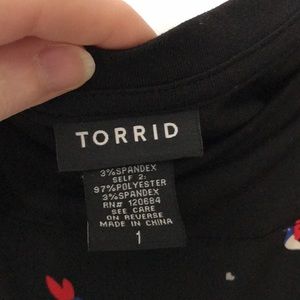 TORRID
3%SPANDEX
SELF 2:
97%POLYESTER
3%SPANDEX
RN# 120684
SEE CARE
ON REVERSE
MADE IN CHINA
1